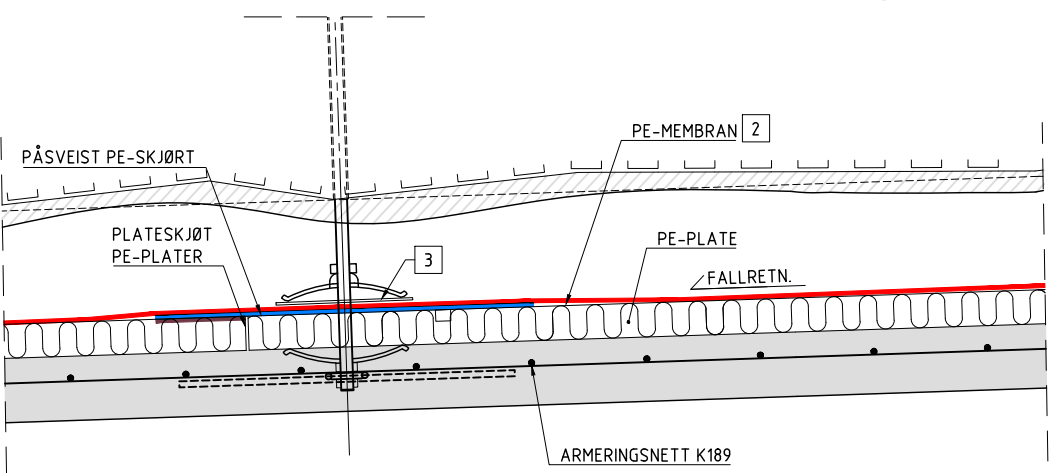 PE-MEMBRAN 2
PÅSVEIST PE-SKJØRT
PLATESKJØT
PE-PLATER
PE-PLATE
3
FALLRETN.
ARMERINGSNETT K189